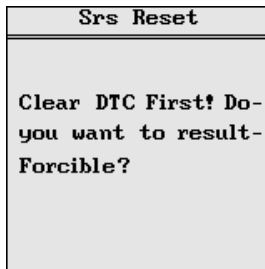 Srs Reset
Clear DTC First! Do-
you want to result-
Forcible?